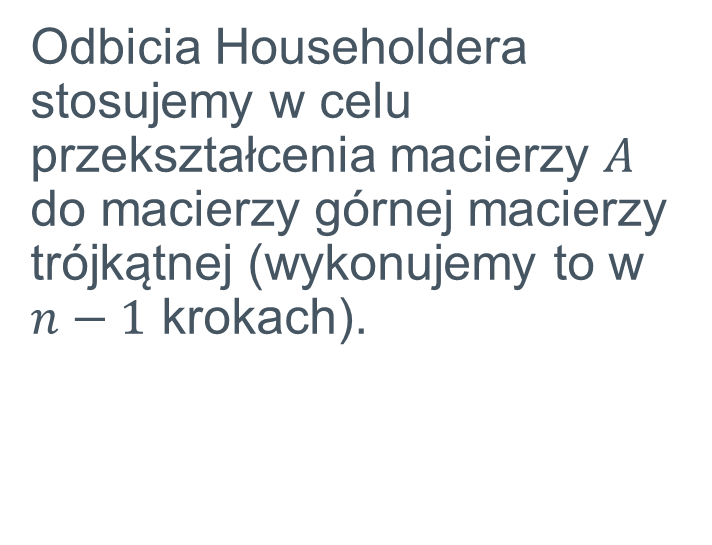 Odbicia Householdera
stosujemy w celu
przekształcenia macierzy 𝐴
do macierzy górnej macierzy
trójkątnej (wykonujemy to w
𝑛 − 1 krokach).